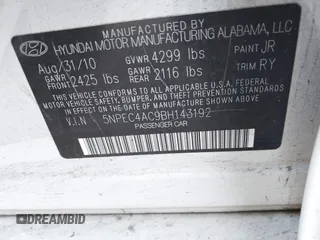 HYUNDAI MOTOR MANUFACTURING ALABAMA, LLC
Aug/31/10 GVWR 4299 lbs PAINT JR
GAWR FRONT 2425 lbs GAWR REAR 2116 lbs TRIM RY
THIS VEHICLE CONFORMS TO ALL APPLICABLE U.S.A. FEDERAL
MOTOR VEHICLE SAFETY, BUMPER, AND THEFT PREVENTION
STANDARDS IN EFFECT ON THE DATE OF MANUFACTURE SHOWN ABOVE.
V.I.N : 5NPEC4AC9BH143192
PASSENGER CAR
© DREAMBID
DREAMBID.COM